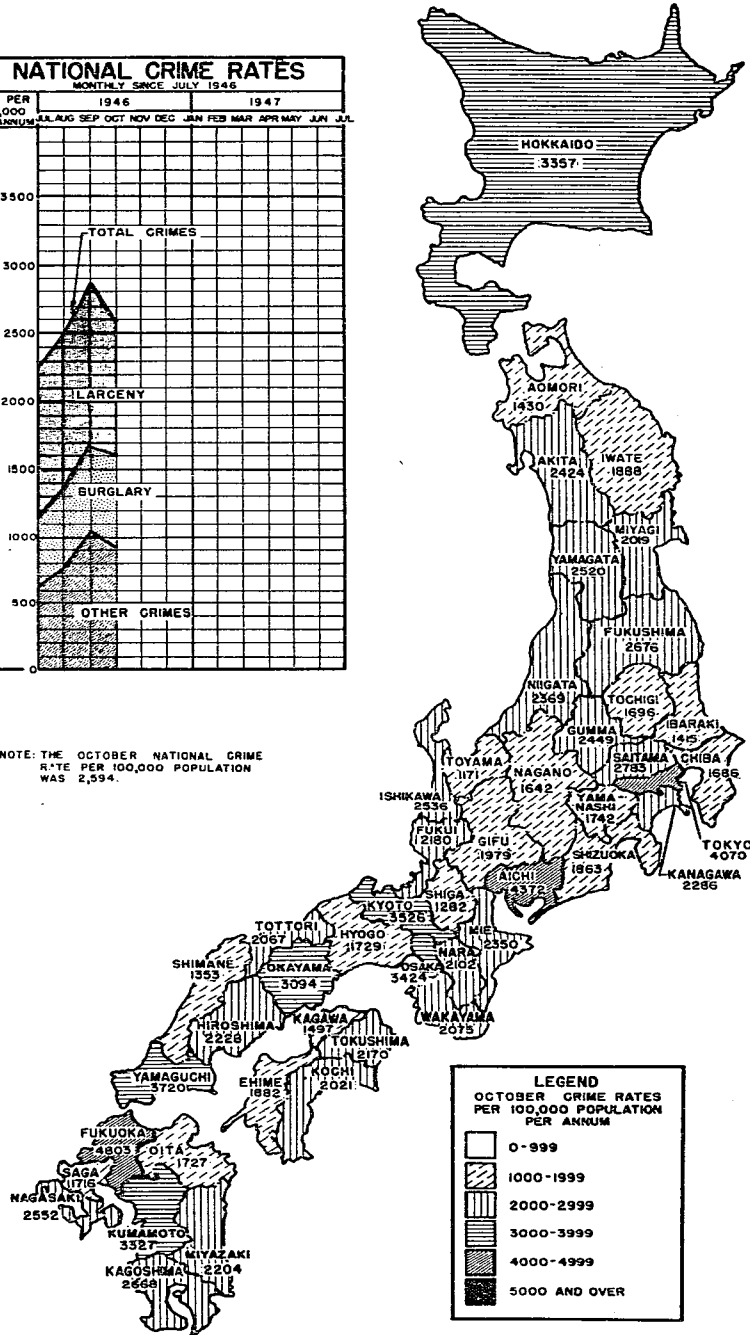 NATIONAL CRIME RATES
MONTHLY SINCE JULY 1946
PER
,000
ANNUM
1946 1947
JUL AUG SEP OCT NOV DEC JAN FEB MAR APR MAY JUN JUL
3500
3000
2500
2000
1500
1000
500
0
TOTAL CRIMES
LARCENY
BURGLARY
OTHER CRIMES
NOTE: THE OCTOBER NATIONAL CRIME
RATE PER 100,000 POPULATION
WAS 2,594.
HOKKAIDO
3357
AOMORI
1430
IWATE
1888
AKITA
2424
MIYAGI
2019
YAMAGATA
2520
FUKUSHIMA
2676
NIIGATA
2369
TOCHIGI
1696
IBARAKI
1415
GUMMA
2449
SAITAMA
2783
CHIBA
1686
TOYAMA
1171
NAGANO
1642
ISHIKAWA
2536
YAMA
NASHI
1742
TOKYO
4070
FUKUI
2180
GIFU
1979
SHIZUOKA
1863
KANAGAWA
2286
AICHI
4372
SHIGA
1282
KYOTO
3526
HYOGO
1729
TOTTORI
2067
MIE
2350
NARA
2102
OSAKA
3424
SHIMANE
1353
OKAYAMA
3094
WAKAYAMA
2075
HIROSHIMA
2228
KAGAWA
1497
TOKUSHIMA
2170
YAMAGUCHI
3720
EHIME
1882
KOCHI
2021
FUKUOKA
4803
OITA
1727
SAGA
1716
NAGASAKI
2552
KUMAMOTO
3327
MIYAZAKI
2204
KAGOSHIMA
2668
LEGEND
OCTOBER CRIME RATES
PER 100,000 POPULATION
PER ANNUM
0-999
1000-1999
2000-2999
3000-3999
4000-4999
5000 AND OVER